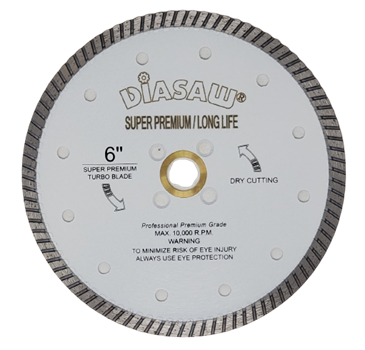 DIASAW®
SUPER PREMIUM / LONG LIFE
6"
SUPER PREMIUM
TURBO BLADE
DRY CUTTING
Professional Premium Grade
MAX. 10,000 R.P.M.
WARNING
TO MINIMIZE RISK OF EYE INJURY
ALWAYS USE EYE PROTECTION